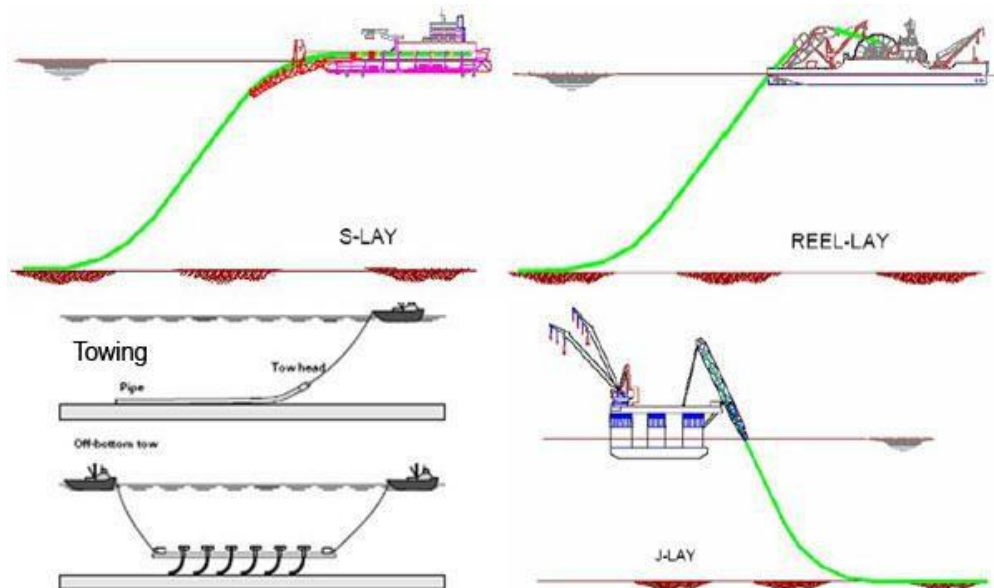 S-LAY
REEL-LAY
Towing
Tow head
Pipe
Off-bottom tow
J-LAY